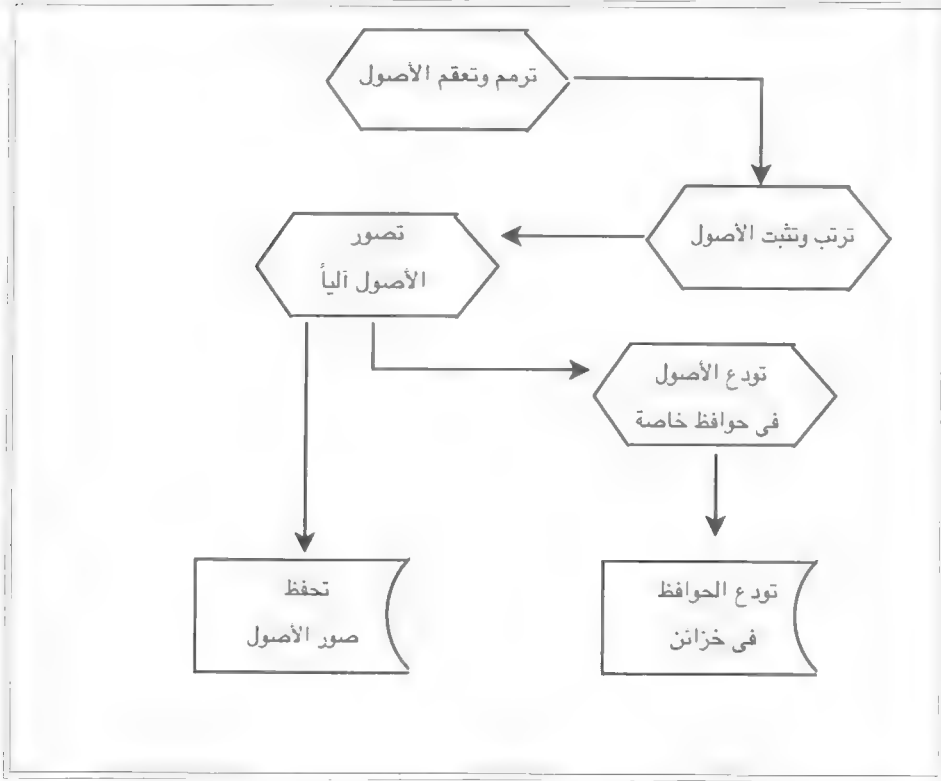 ترمم وتعقم الأصول
ترتب وتثبت الأصول
تصور
الأصول آلياً
تودع الأصول
فى حوافظ خاصة
تحفظ
صور الأصول
تودع الحوافظ
فى خزائن